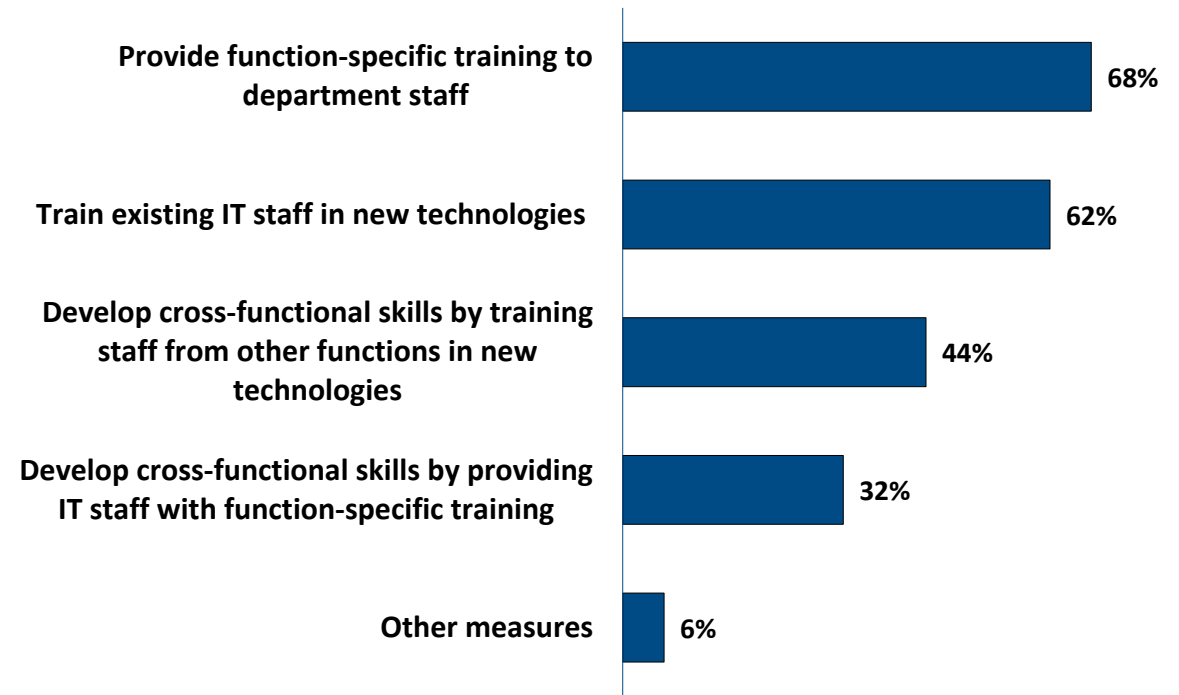 Provide function-specific training to
department staff
68%
Train existing IT staff in new technologies
62%
Develop cross-functional skills by training
staff from other functions in new
technologies
44%
Develop cross-functional skills by providing
IT staff with function-specific training
32%
Other measures
6%